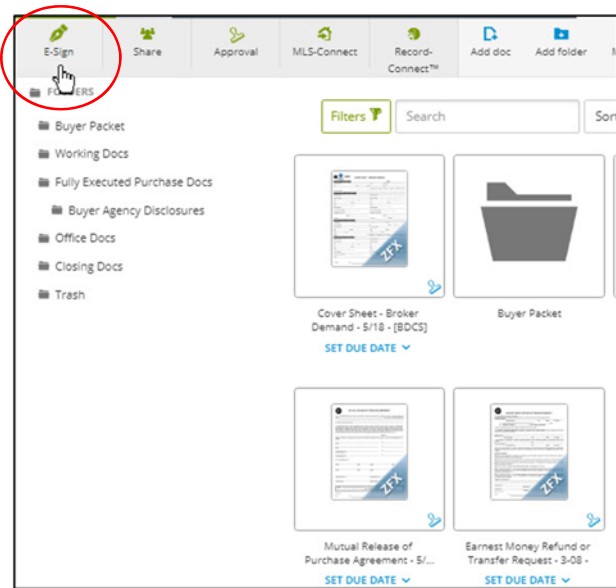 E-Sign
Share
Approval
MLS-Connect
Record-
Connect™
Add doc
Add folder
FOLDERS
Buyer Packet
Working Docs
Fully Executed Purchase Docs
Buyer Agency Disclosures
Office Docs
Closing Docs
Trash
Filters
Search
Sor
ZFX
Cover Sheet - Broker
Demand - 5/18 - [BDCS]
SET DUE DATE
Buyer Packet
ZFX
Mutual Release of
Purchase Agreement - 5/...
SET DUE DATE
ZFX
Earnest Money Refund or
Transfer Request - 3-08 -
SET DUE DATE